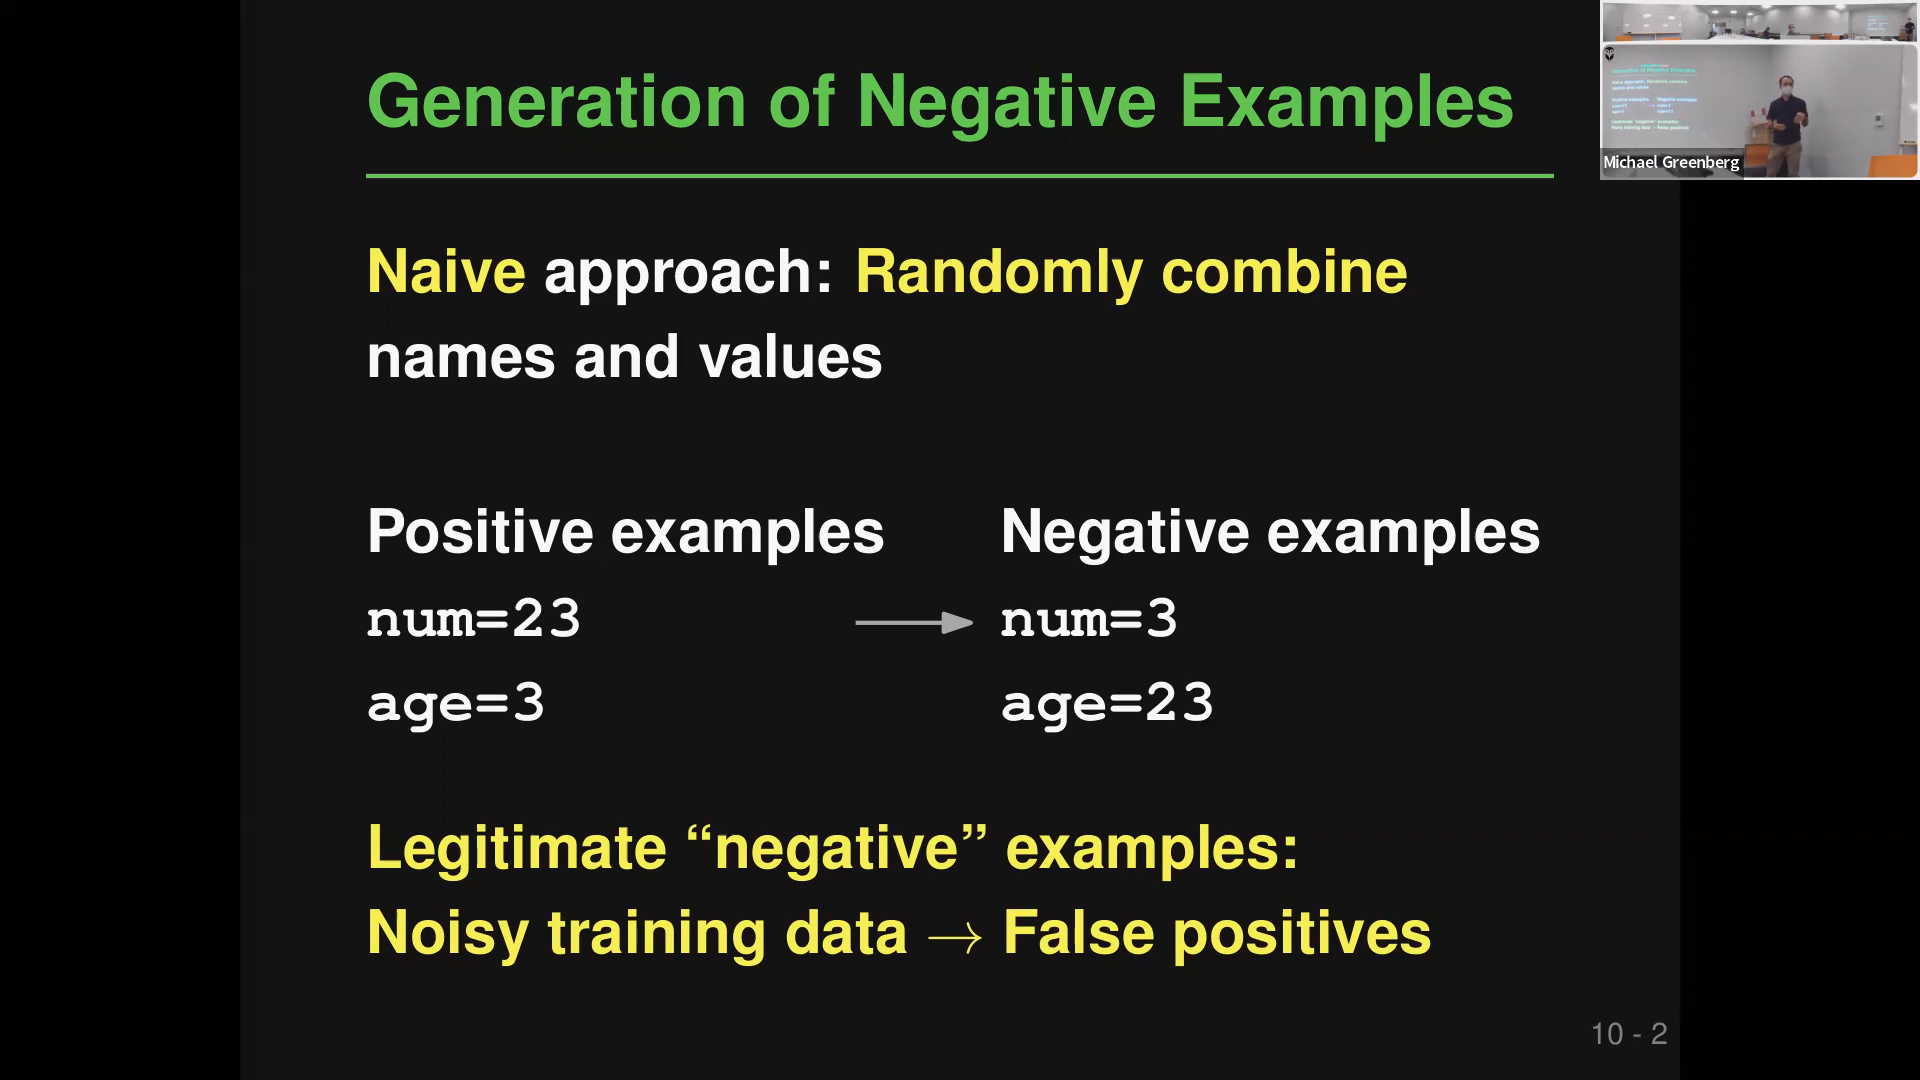 Generation of Negative Examples
Naive approach: Randomly combine
names and values
Positive examples
Negative examples
num=23
num=3
age=3
age=23
Legitimate “negative” examples:
Noisy training data → False positives
10 - 2
Michael Greenberg